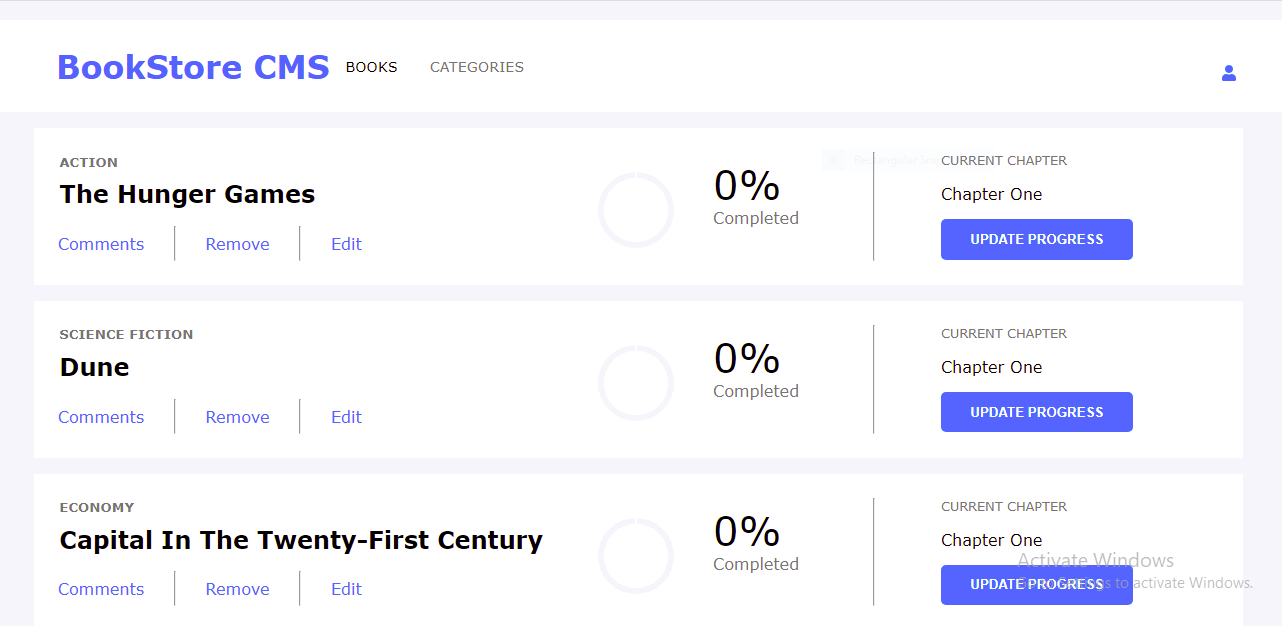 BookStore CMS BOOKS CATEGORIES
ACTION
The Hunger Games
Comments Remove Edit
0%
Completed
CURRENT CHAPTER
Chapter One
UPDATE PROGRESS
SCIENCE FICTION
Dune
Comments Remove Edit
0%
Completed
CURRENT CHAPTER
Chapter One
UPDATE PROGRESS
ECONOMY
Capital In The Twenty-First Century
Comments Remove Edit
0%
Completed
CURRENT CHAPTER
Chapter One
UPDATE PROGRESS
Activate Windows
to activate Windows.